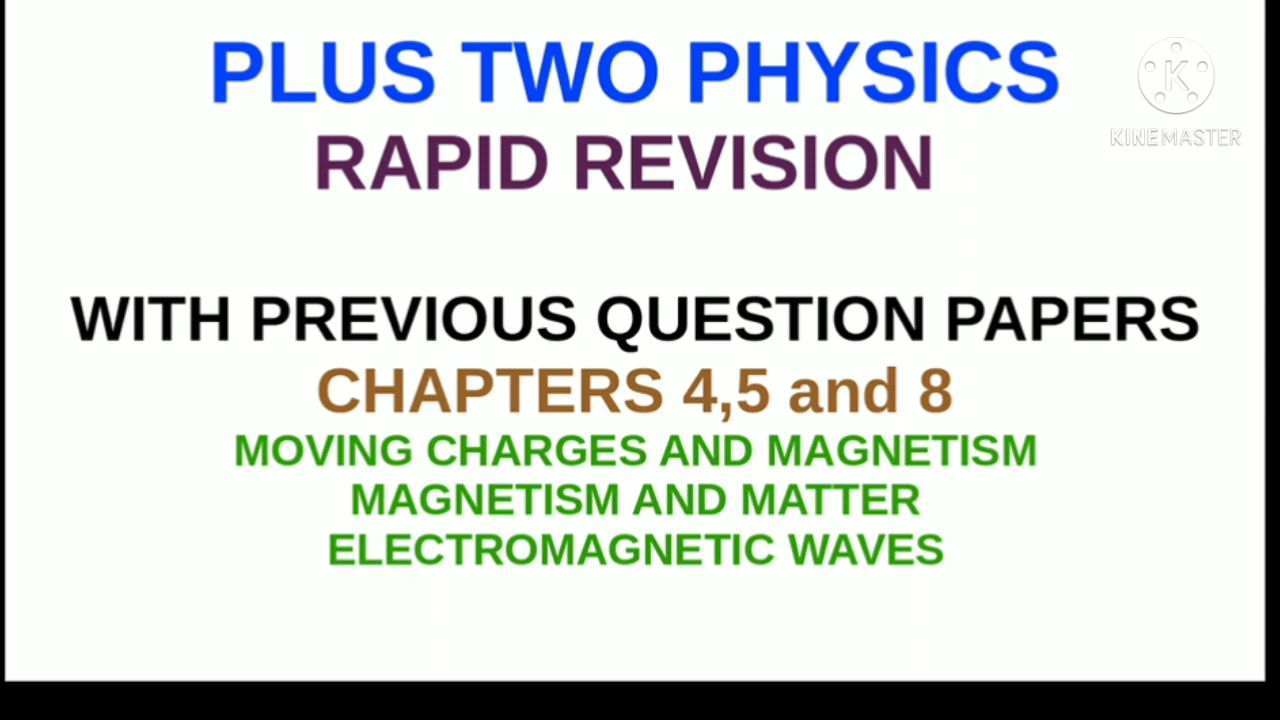 PLUS TWO PHYSICS
RAPID REVISION
K
KINEMASTER
WITH PREVIOUS QUESTION PAPERS
CHAPTERS 4,5 and 8
MOVING CHARGES AND MAGNETISM
MAGNETISM AND MATTER
ELECTROMAGNETIC WAVES